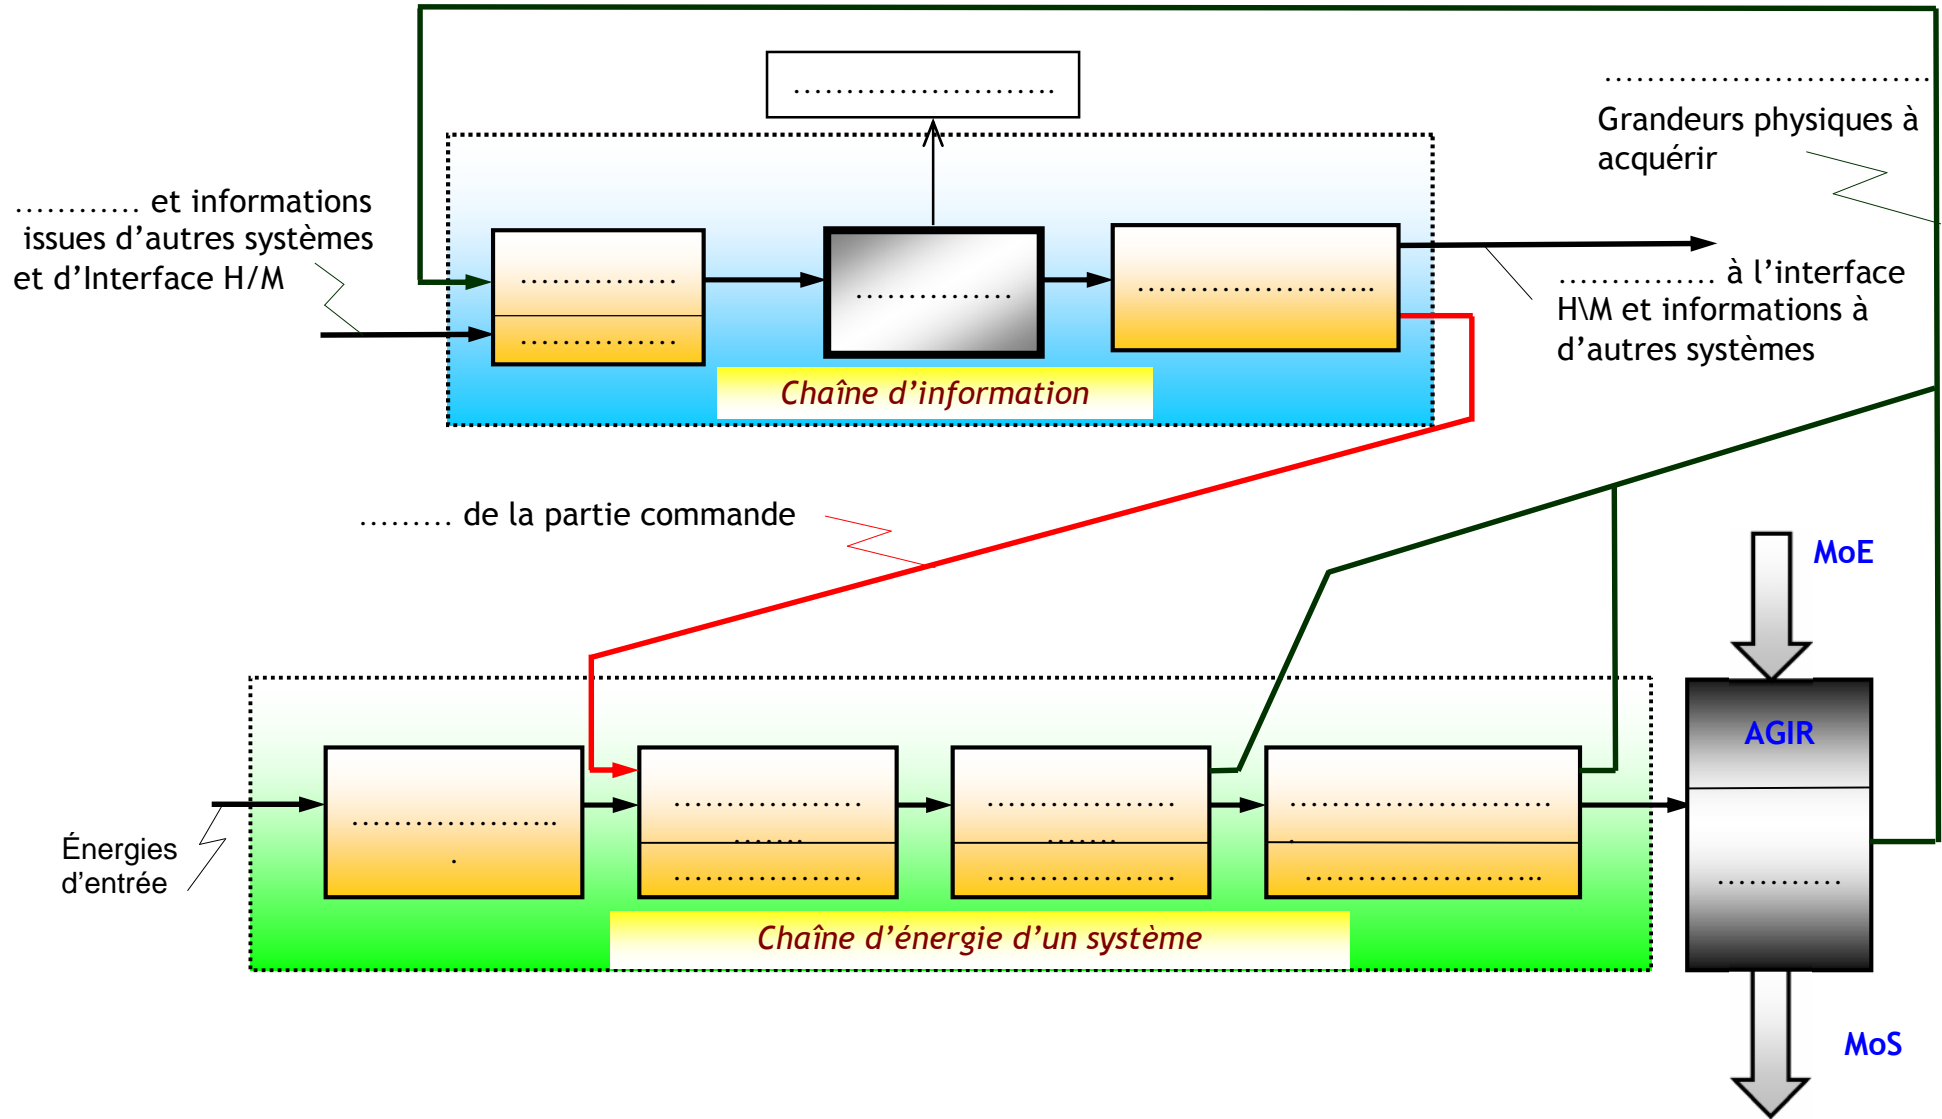 ……………………..
………………………….
Grandeurs physiques à
acquérir
………… et informations
issues d’autres systèmes
et d’Interface H/M
……………
……………
……………
…………………..
…………… à l’interface
H\M et informations à
d’autres systèmes
Chaîne d’information
……… de la partie commande
MoE
AGIR
…………
Énergies
d’entrée
………………..
.
………………
…….
………………
………………
…….
………………
……………………
.
…………………..
Chaîne d’énergie d’un système
MoS